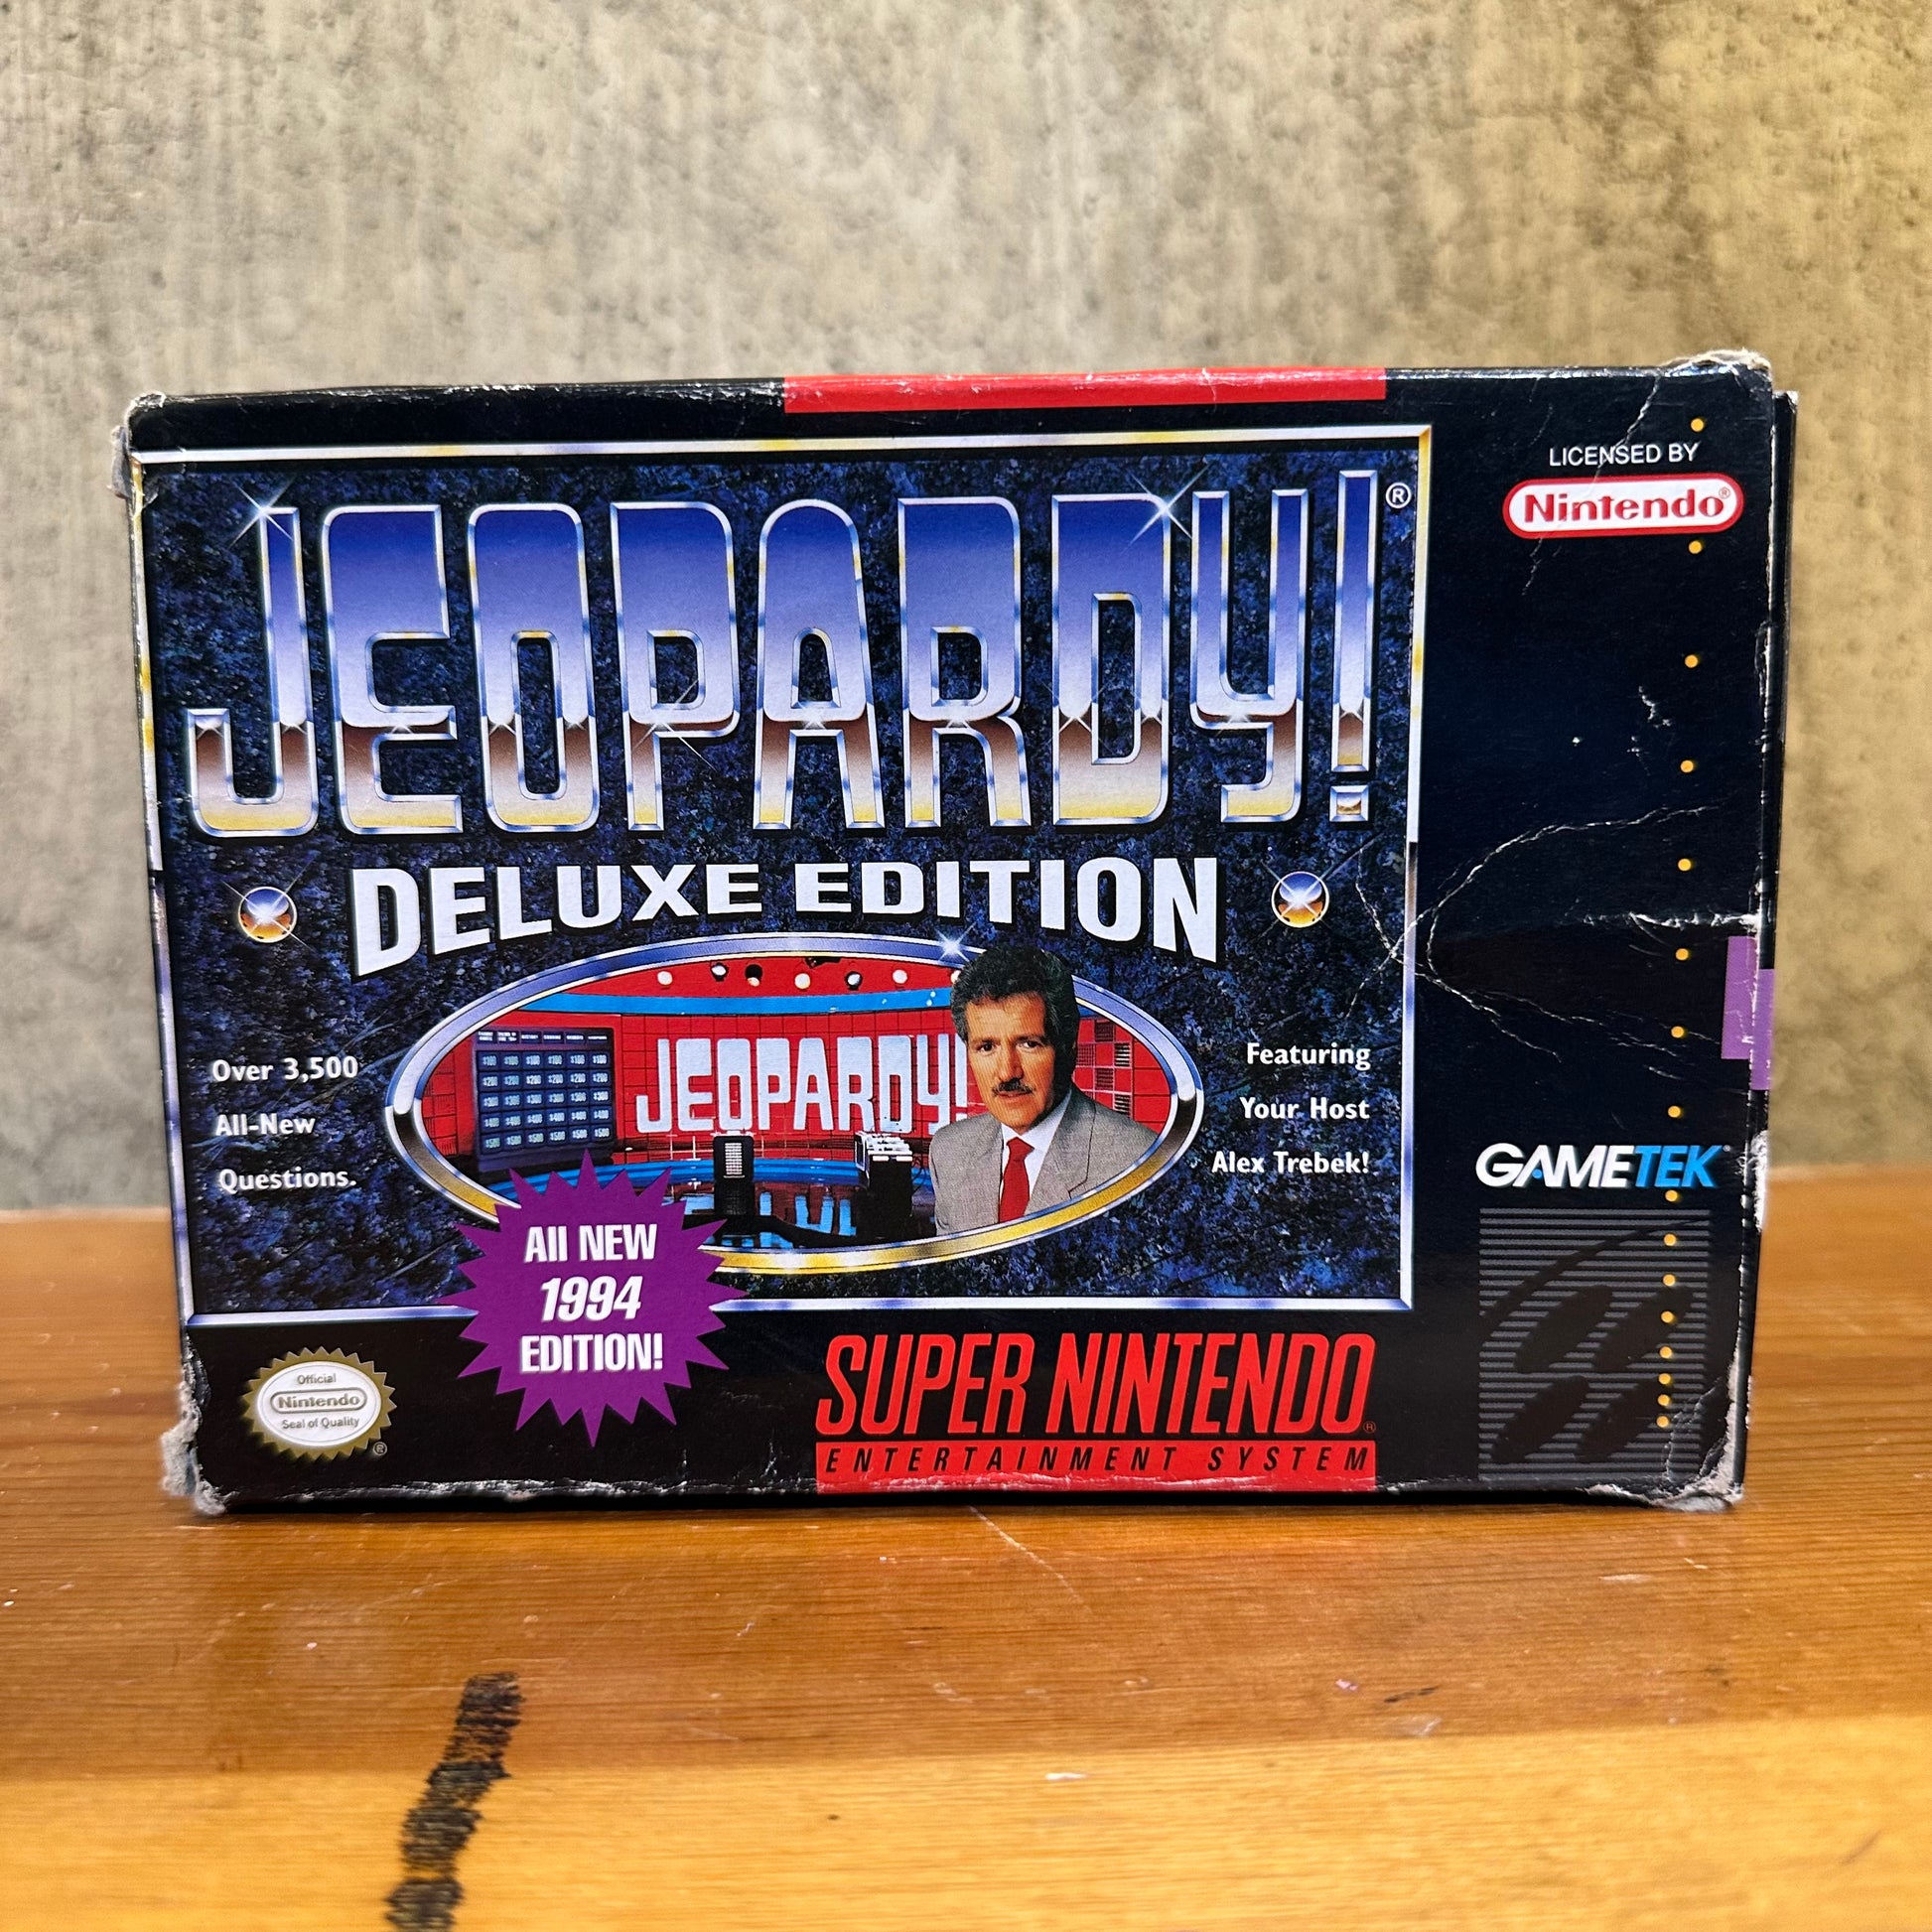 LICENSED BY
Nintendo®
JEOPARDY!®
DELUXE EDITION
JEOPARDY!
Over 3,500
All-New
Questions.
Featuring
Your Host
Alex Trebek!
All NEW
1994
EDITION!
GAMETEK
Official
Nintendo
Seal of Quality
®
SUPER NINTENDO®
ENTERTAINMENT SYSTEM